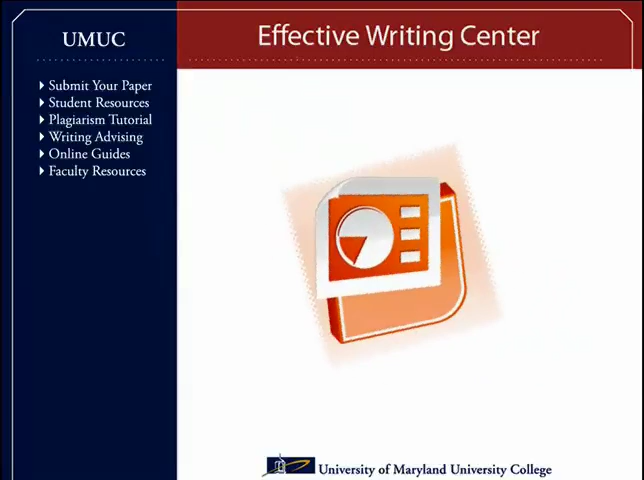 UMUC
Effective Writing Center
Submit Your Paper
Student Resources
Plagiarism Tutorial
Writing Advising
Online Guides
Faculty Resources
University of Maryland University College